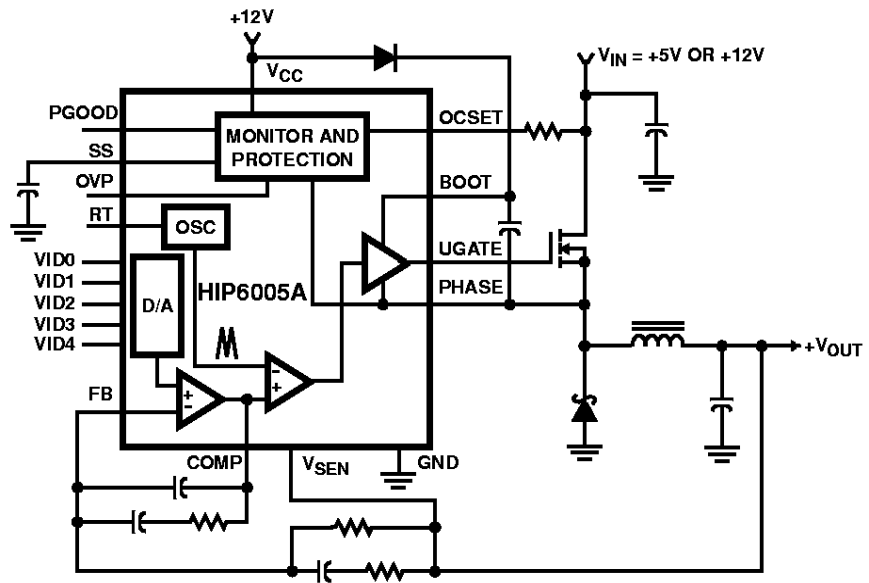 +12V
VCC
VIN = +5V OR +12V
PGOOD
MONITOR AND
PROTECTION
OCSET
SS
OVP
BOOT
RT
OSC
UGATE
VID0
VID1
VID2
VID3
VID4
D/A
HIP6005A
PHASE
+VOUT
FB
+
-
-
+
COMP
VSEN
GND